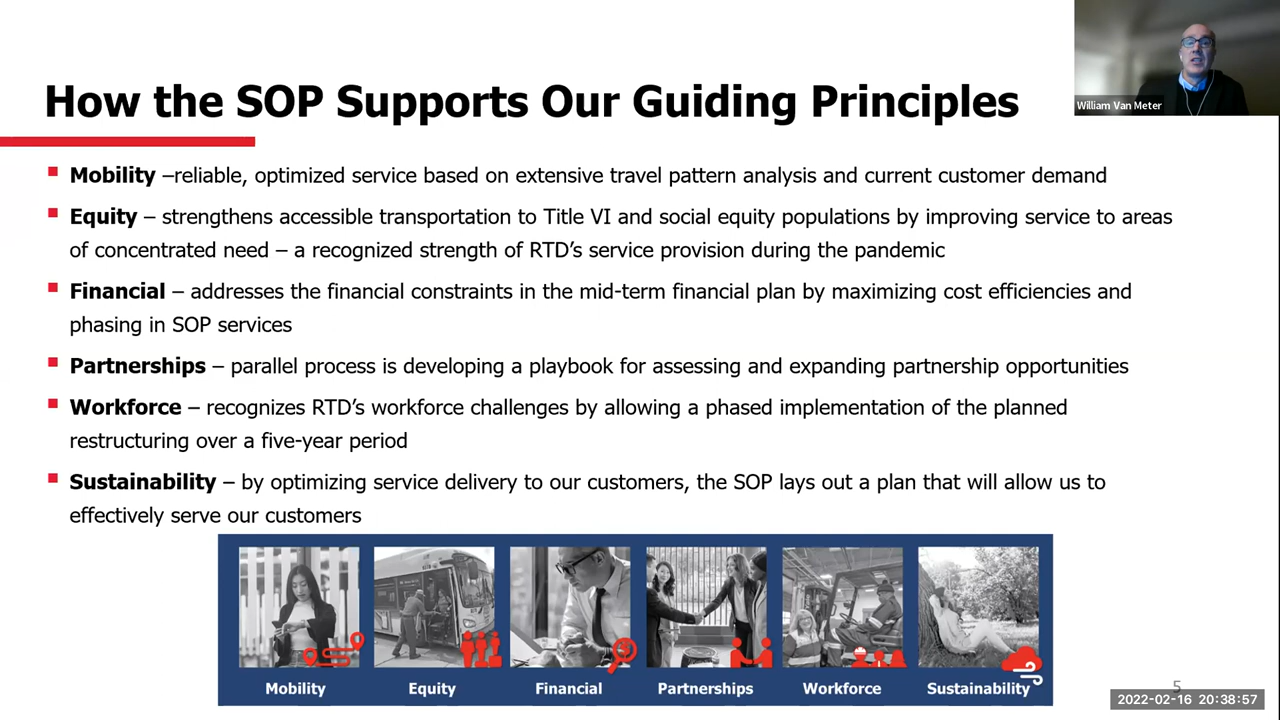 William Van Meter
How the SOP Supports Our Guiding Principles
Mobility –reliable, optimized service based on extensive travel pattern analysis and current customer demand
Equity – strengthens accessible transportation to Title VI and social equity populations by improving service to areas
of concentrated need – a recognized strength of RTD’s service provision during the pandemic
Financial – addresses the financial constraints in the mid-term financial plan by maximizing cost efficiencies and
phasing in SOP services
Partnerships – parallel process is developing a playbook for assessing and expanding partnership opportunities
Workforce – recognizes RTD’s workforce challenges by allowing a phased implementation of the planned
restructuring over a five-year period
Sustainability – by optimizing service delivery to our customers, the SOP lays out a plan that will allow us to
effectively serve our customers
Mobility
Equity
Financial
Partnerships
Workforce
Sustainability
5
2022-02-16 20:38:57